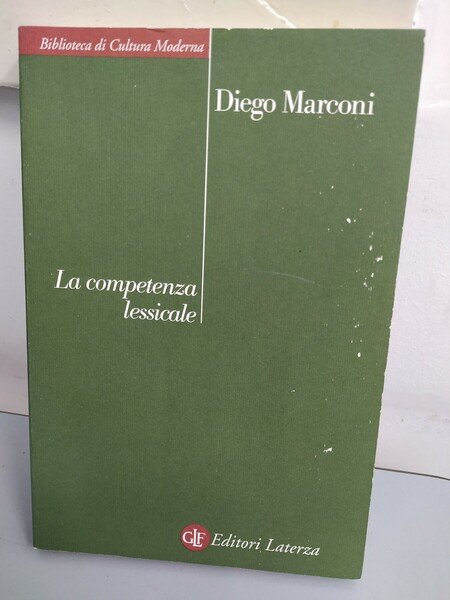 Biblioteca di Cultura Moderna
Diego Marconi
La competenza
lessicale
GLF Editori Laterza